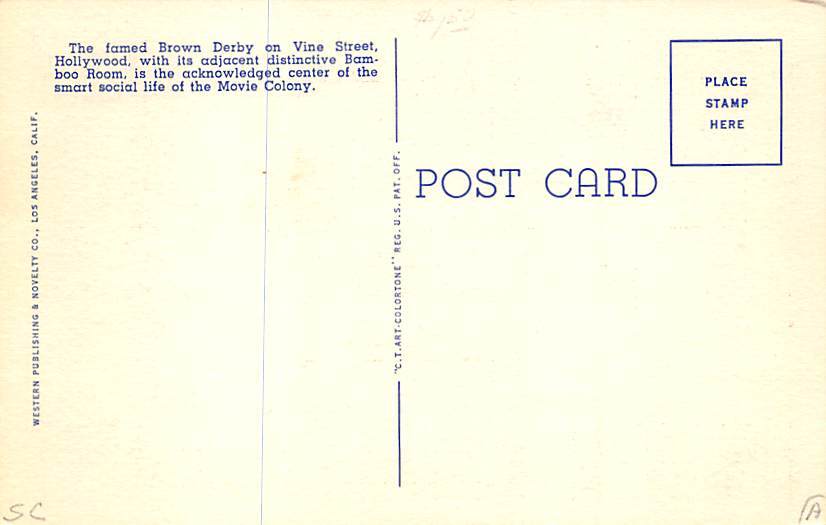 The famed Brown Derby on Vine Street,
Hollywood, with its adjacent distinctive Bam-
boo Room, is the acknowledged center of the
smart social life of the Movie Colony.
WESTERN PUBLISHING & NOVELTY CO., LOS ANGELES, CALIF.
"C.T. ART-COLORTONE" REG. U.S. PAT. OFF.
POST CARD
PLACE
STAMP
HERE
SC
A